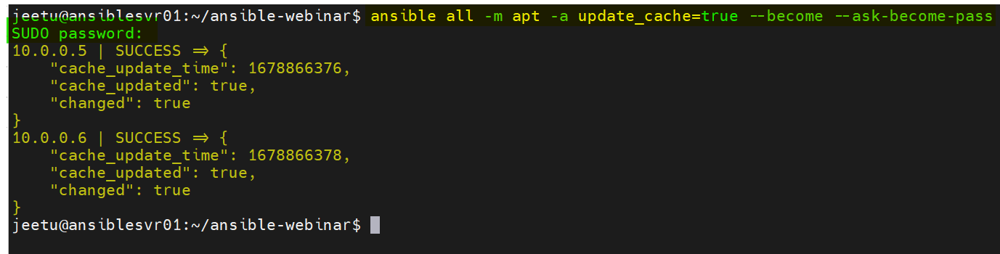 jeetu@ansiblesvr01:~/ansible-webinar$ ansible all -m apt -a update_cache=true --become --ask-become-pass
SUDO password:
10.0.0.5 | SUCCESS => {
    "cache_update_time": 1678866376,
    "cache_updated": true,
    "changed": true
}
10.0.0.6 | SUCCESS => {
    "cache_update_time": 1678866378,
    "cache_updated": true,
    "changed": true
}
jeetu@ansiblesvr01:~/ansible-webinar$